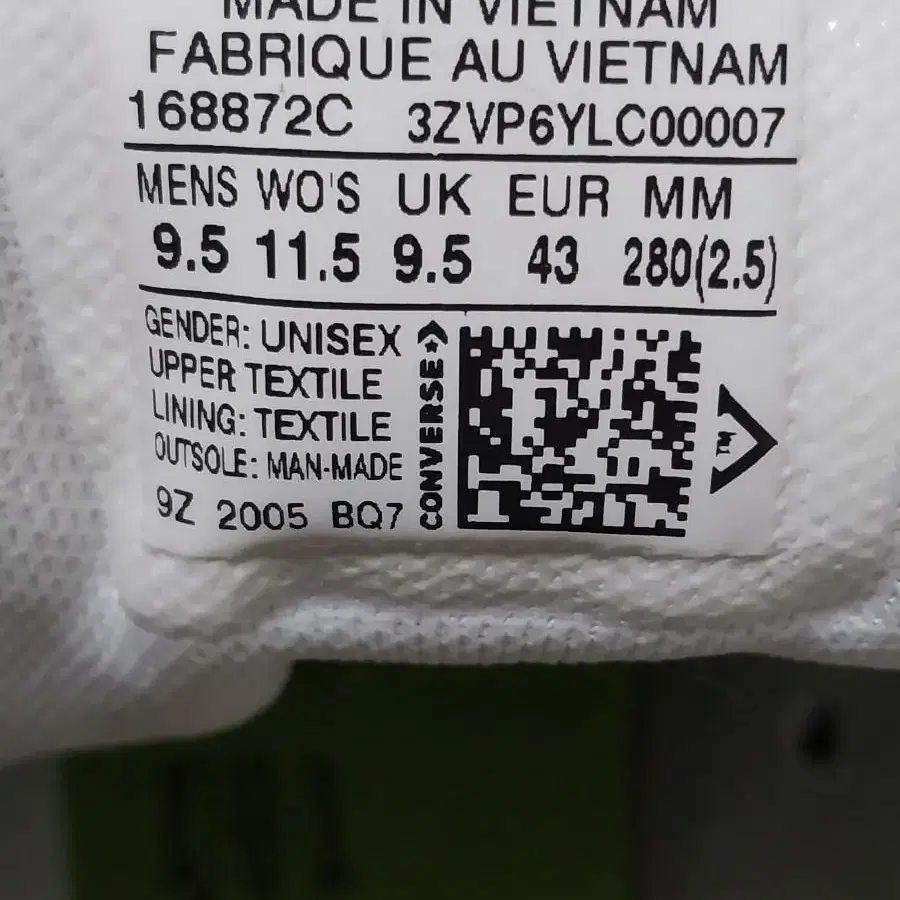 MADE IN VIETNAM
FABRIQUE AU VIETNAM
168872C 3ZVP6YLC00007
MENS WO'S UK EUR MM
9.5 11.5 9.5 43 280(2.5)
GENDER: UNISEX
UPPER TEXTILE
LINING: TEXTILE
OUTSOLE: MAN-MADE
9Z 2005 BQ7
CONVERSE
TM